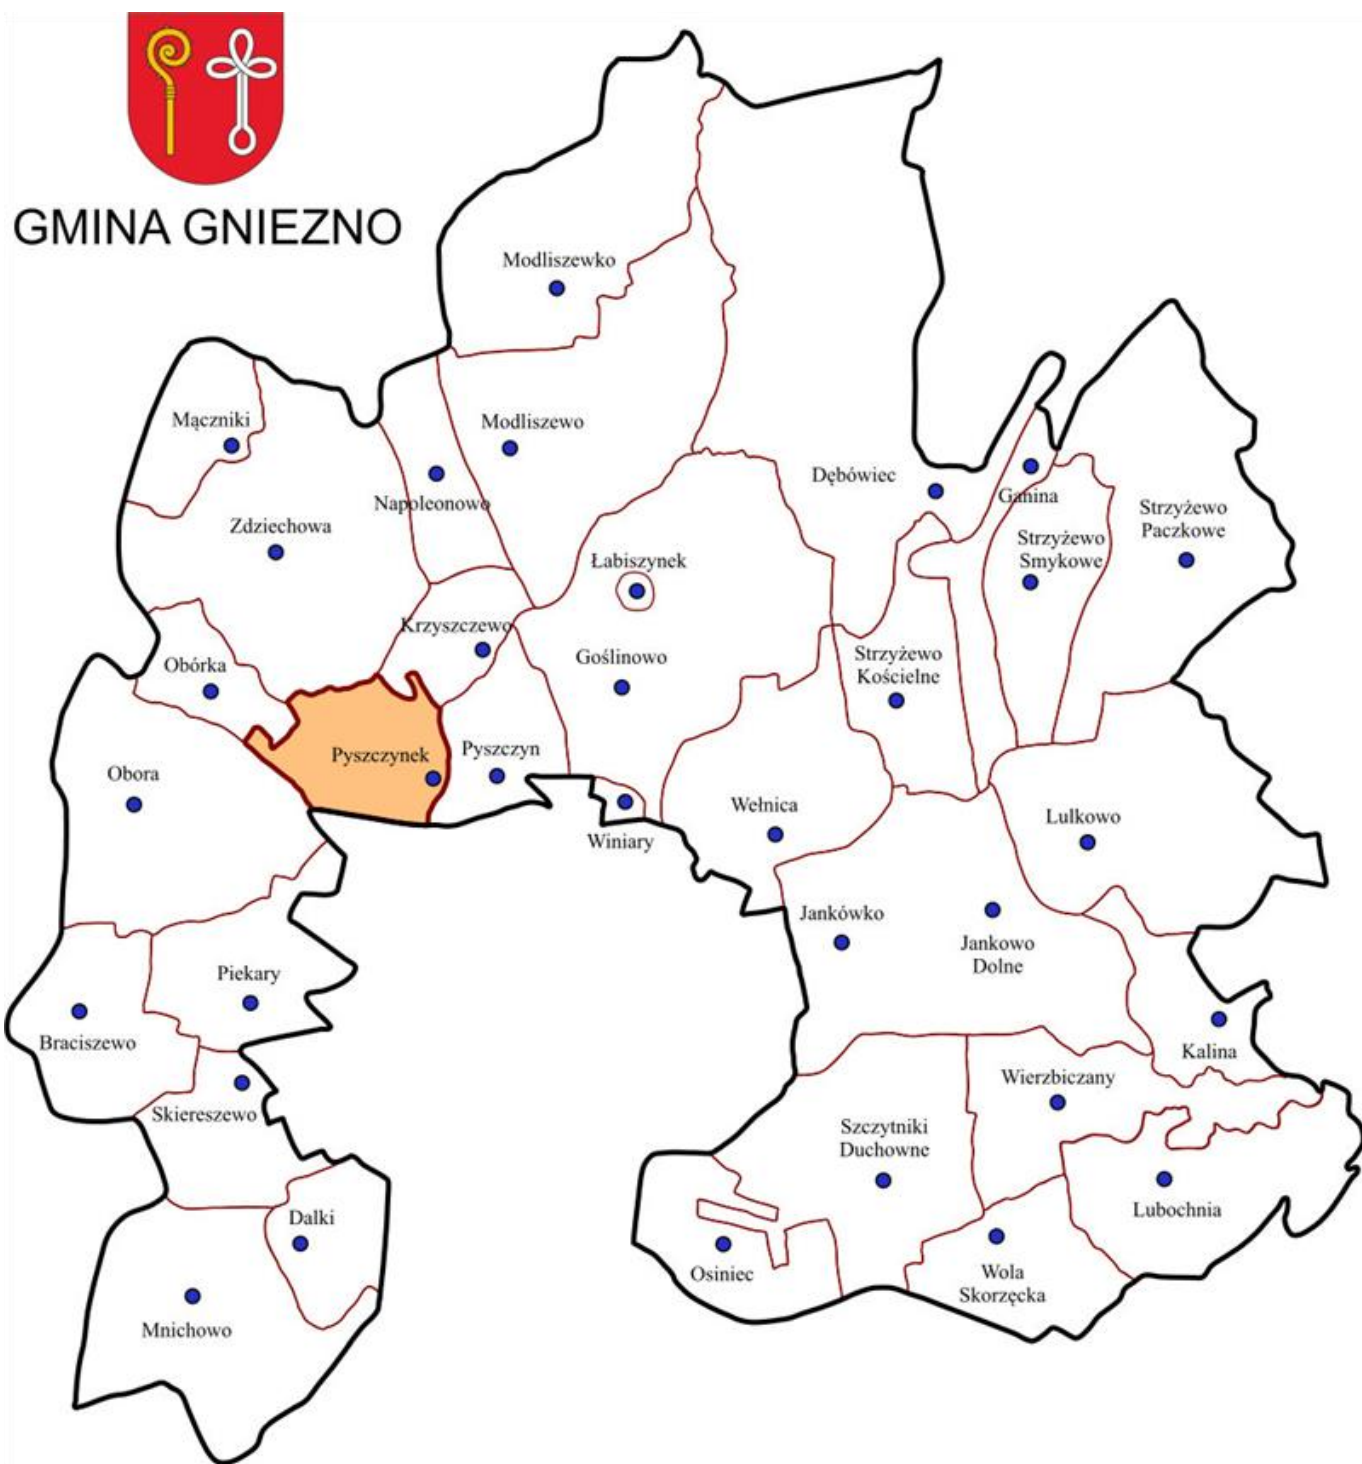 GMINA GNIEZNO
Modliszewko
Mączniki
Modliszewo
Napoleonowo
Zdziechowa
Dębówiec
Ganina
Strzyżewo
Paczkowe
Strzyżewo
Smykowe
Łabiszynek
Krzyszczewo
Goślinowo
Strzyżewo
Kościelne
Obórka
Pyszczynek
Pyszczyn
Obora
Winiary
Wełnica
Lulkowo
Jankówko
Jankowo
Dolne
Piekary
Braciszewo
Kalina
Skiereszewo
Wierzbiczany
Szczytniki
Duchowne
Lubochnia
Dalki
Osiniec
Wola
Skorzęcka
Mnichowo